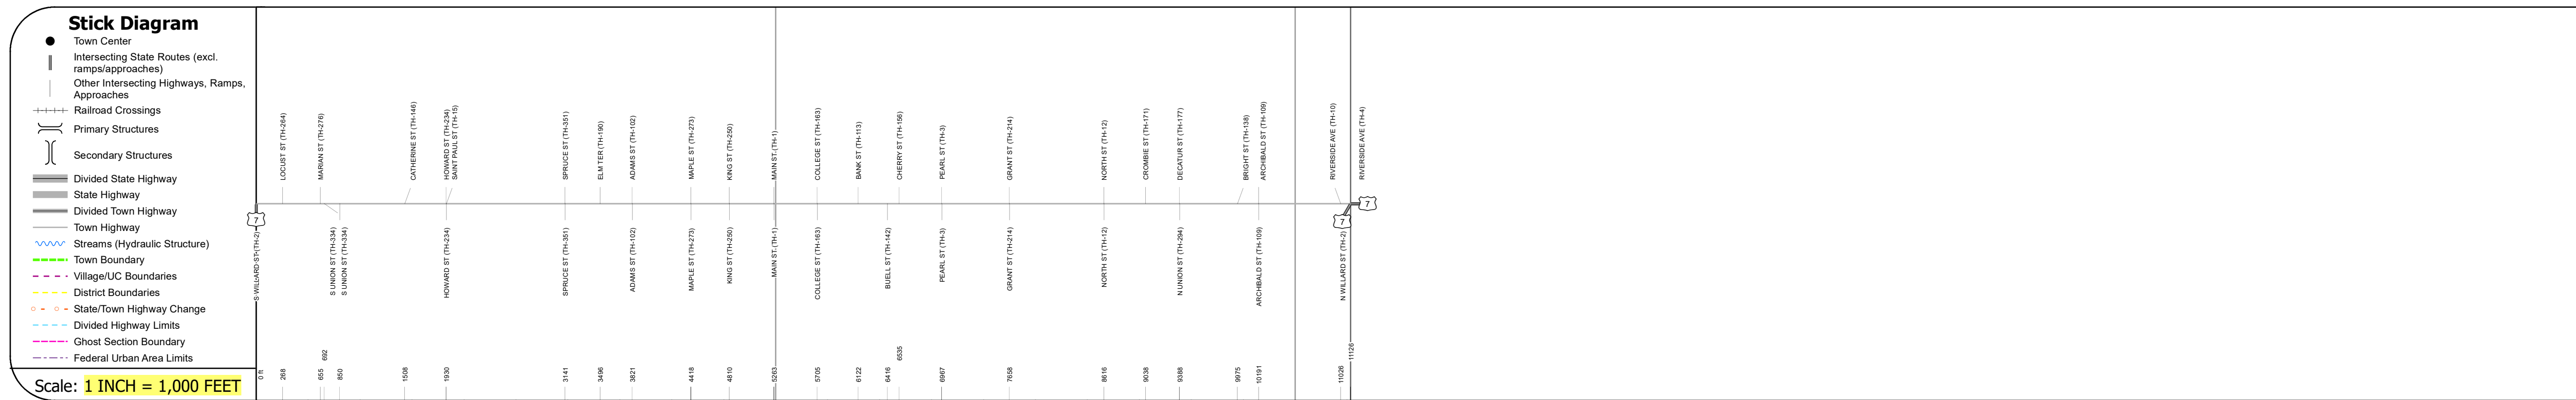 Stick Diagram
Town Center
Intersecting State Routes (excl.
ramps/approaches)
Other Intersecting Highways, Ramps,
Approaches
Railroad Crossings
Primary Structures
Secondary Structures
Divided State Highway
State Highway
Divided Town Highway
Town Highway
Streams (Hydraulic Structure)
Town Boundary
Village/UC Boundaries
District Boundaries
State/Town Highway Change
Divided Highway Limits
Ghost Section Boundary
Federal Urban Area Limits
Scale: 1 INCH = 1,000 FEET
LOCUST ST (TH-264)
MARIAN ST (TH-276)
CATHERINE ST (TH-146)
HOWARD ST (TH-234)
SAINT PAUL ST (TH-15)
SPRUCE ST (TH-351)
ELM TER (TH-190)
ADAMS ST (TH-102)
MAPLE ST (TH-273)
KING ST (TH-250)
MAIN ST (TH-1)
COLLEGE ST (TH-163)
BANK ST (TH-113)
CHERRY ST (TH-156)
PEARL ST (TH-3)
GRANT ST (TH-214)
NORTH ST (TH-12)
CROMBIE ST (TH-171)
DECATUR ST (TH-177)
BRIGHT ST (TH-138)
ARCHIBALD ST (TH-109)
RIVERSIDE AVE (TH-10)
RIVERSIDE AVE (TH-4)
7
7
7
S WILLARD ST (TH-2)
S UNION ST (TH-334)
S UNION ST (TH-334)
HOWARD ST (TH-234)
SPRUCE ST (TH-351)
ADAMS ST (TH-102)
MAPLE ST (TH-273)
KING ST (TH-250)
MAIN ST (TH-1)
COLLEGE ST (TH-163)
BUELL ST (TH-142)
PEARL ST (TH-3)
GRANT ST (TH-214)
NORTH ST (TH-12)
N UNION ST (TH-294)
ARCHIBALD ST (TH-109)
N WILLARD ST (TH-2)
0 ft
268
655
692
850
1508
1930
3141
3496
3821
4418
4810
5263
5705
6122
6416
6535
6967
7658
8616
9038
9388
9975
10191
11026
11126